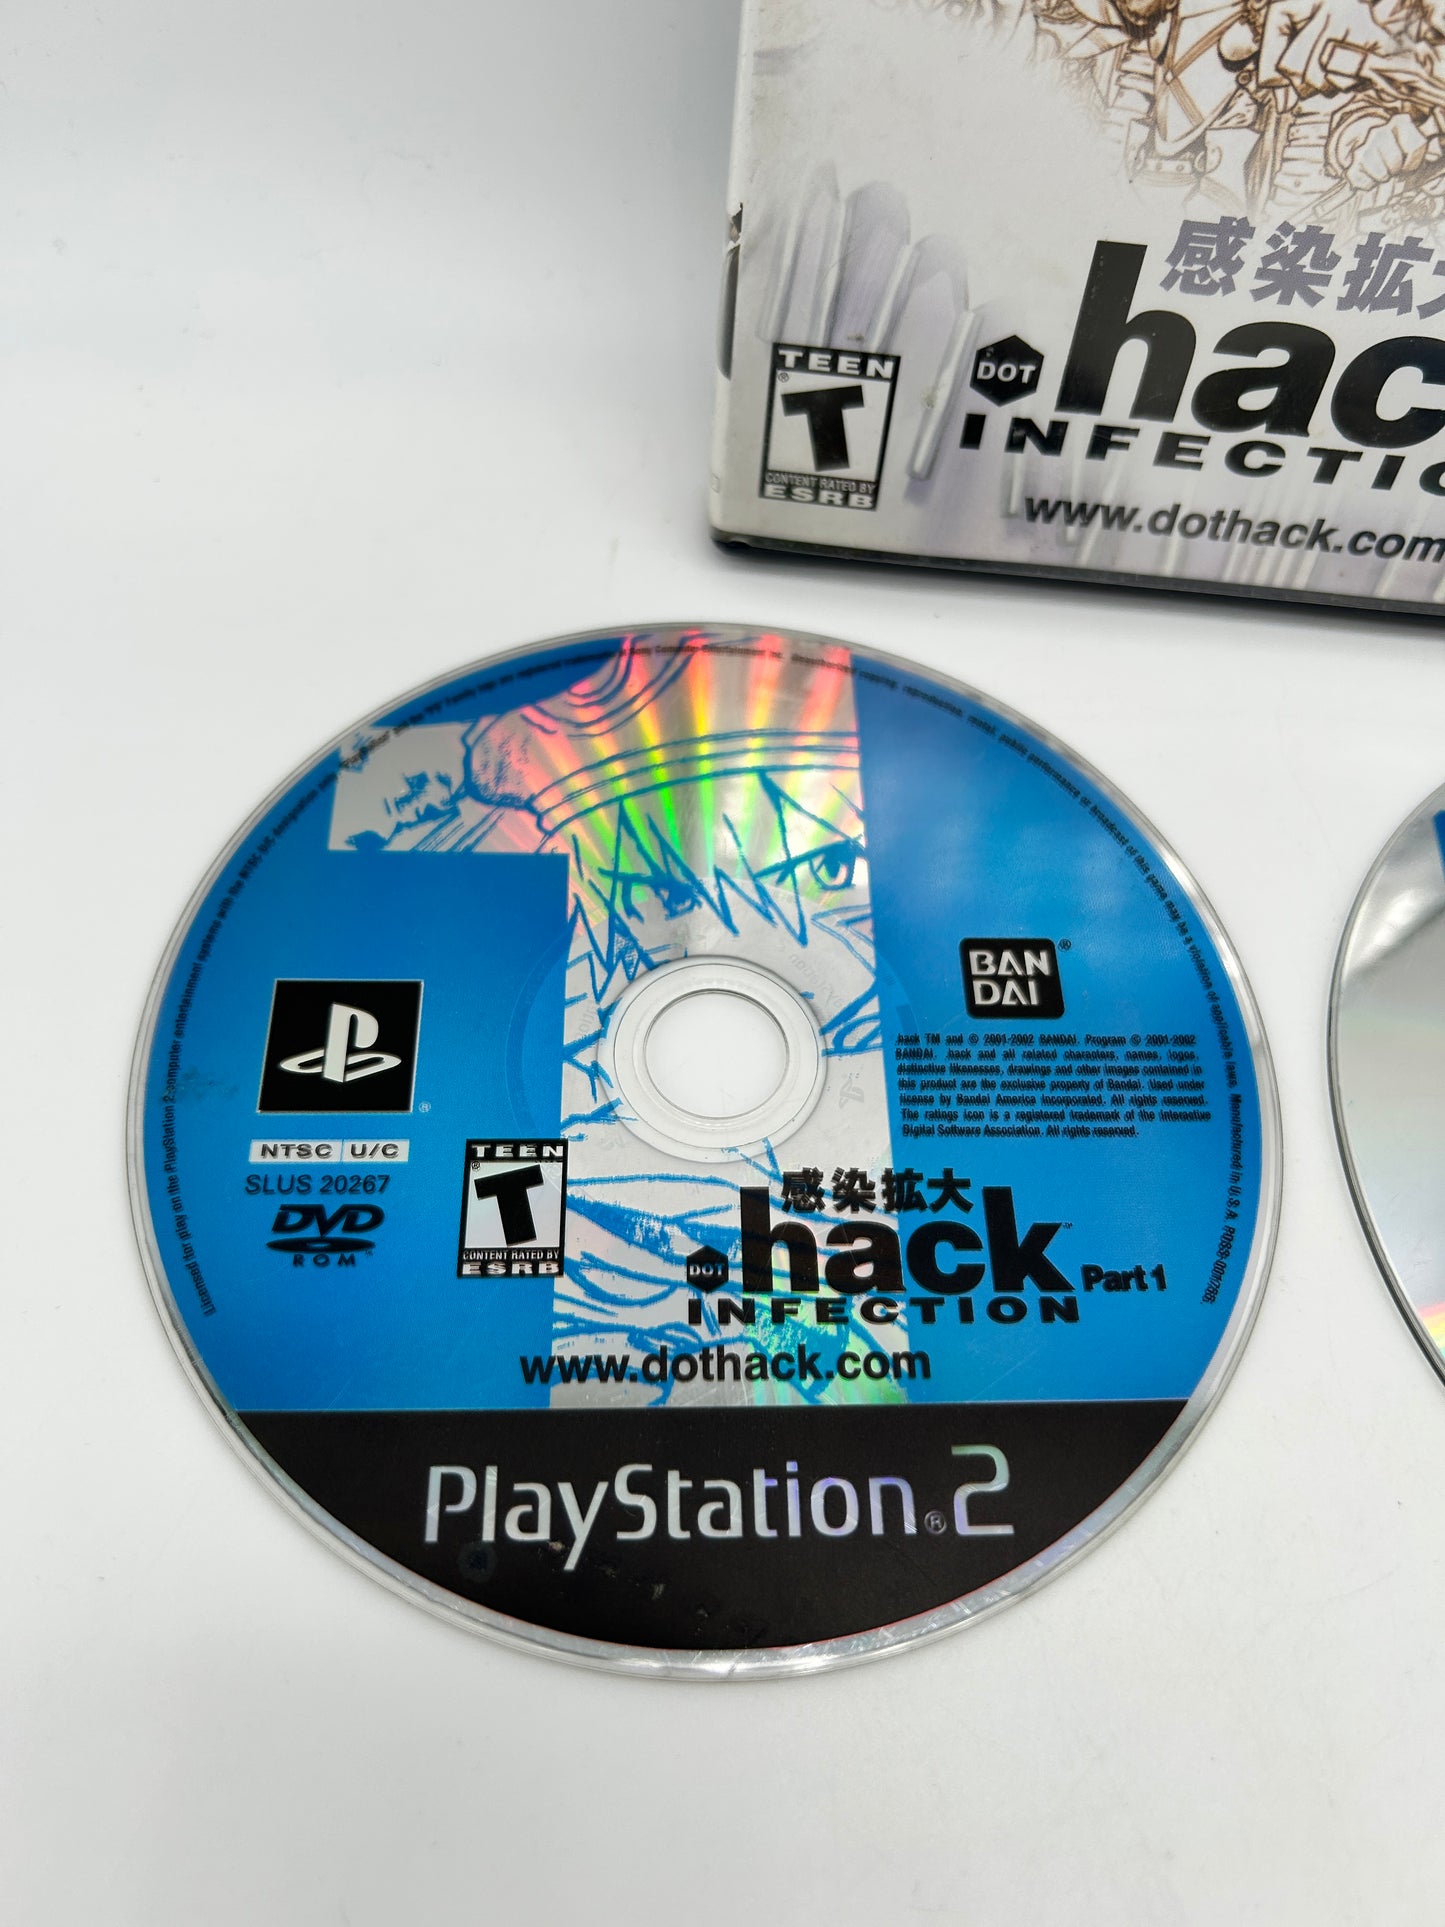 感染拡大
DOT
.hac
INFECTIO
www.dothack.com
TEEN
T
CONTENT RATED BY
ESRB
BAN
DAI
®
.hack TM and © 2001-2002 BANDAI. Program © 2001-2002
BANDAI. .hack and all related characters, names, logos,
distinctive likenesses, drawings and other images contained in
this product are the exclusive property of Bandai. Used under
license by Bandai America Incorporated. All rights reserved.
The ratings icon is a registered trademark of the Interactive
Digital Software Association. All rights reserved.
®
NTSC U/C
SLUS 20267
DVD
ROM
TEEN
T
CONTENT RATED BY
ESRB
感染拡大
DOT
.hack Part 1
INFECTION
www.dothack.com
PlayStation®2